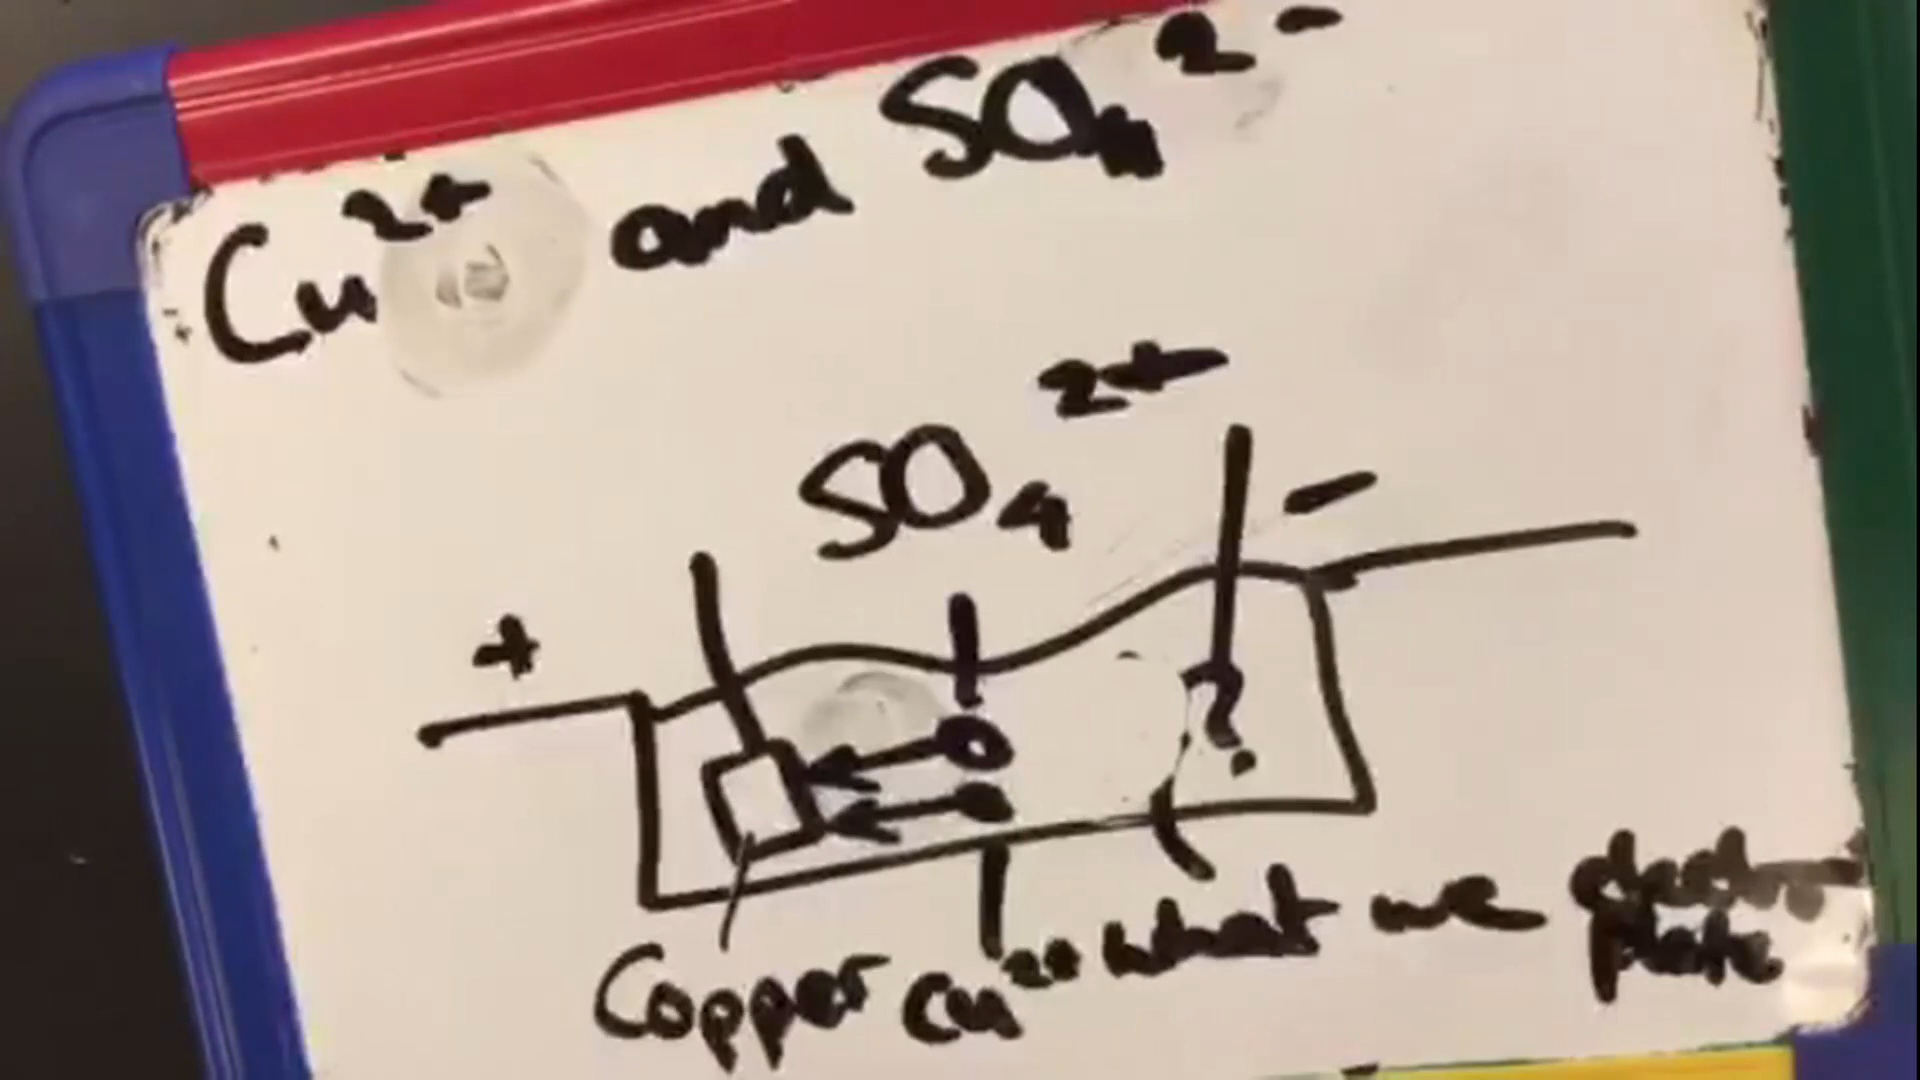 Cu²⁺ and SO₄²⁻
SO₄²⁺
+ -
?
Copper Cu²⁺ what we electro
plate